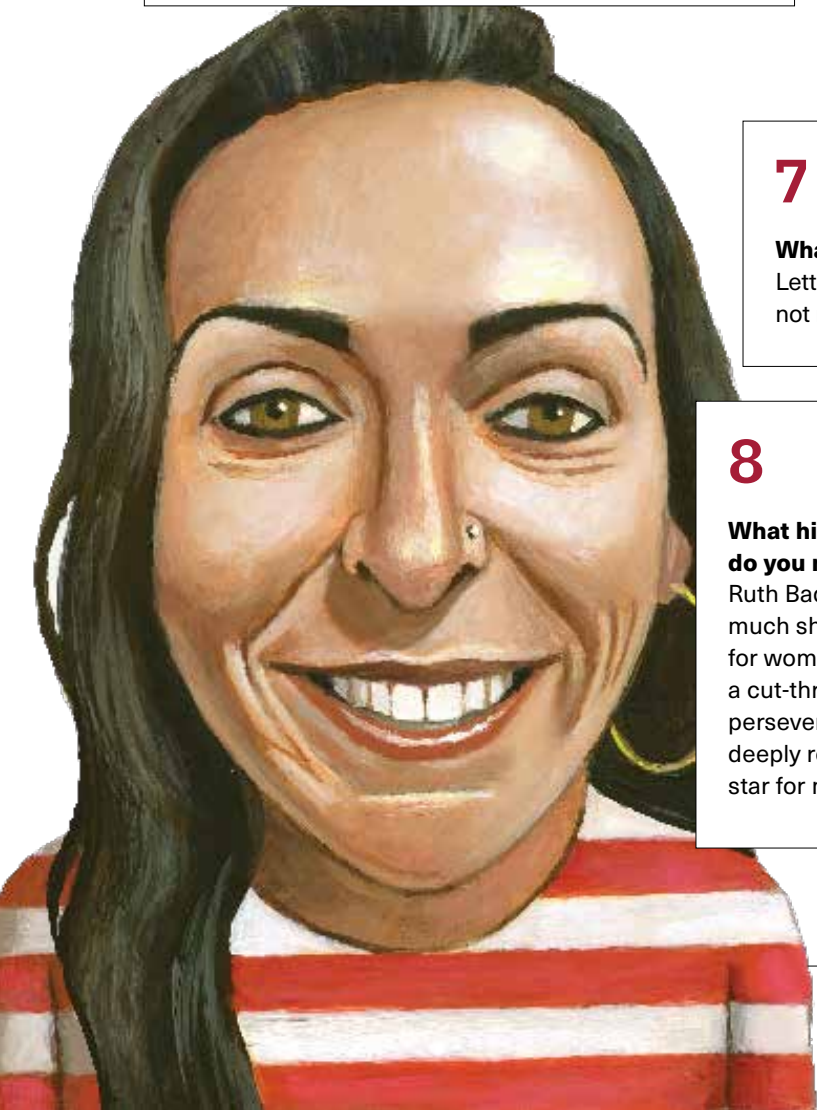 7
Wha
Lett
not
8
What hi
do you r
Ruth Bad
much sh
for wom
a cut-thr
persever
deeply re
star for r